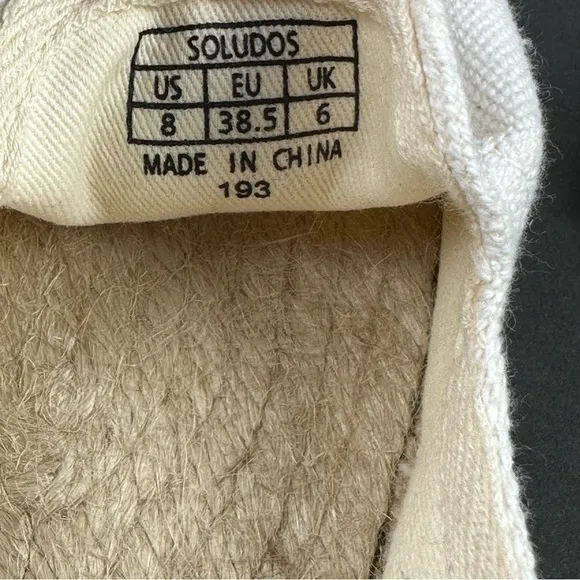 SOLUDOS
US EU UK
8 38.5 6
MADE IN CHINA
193